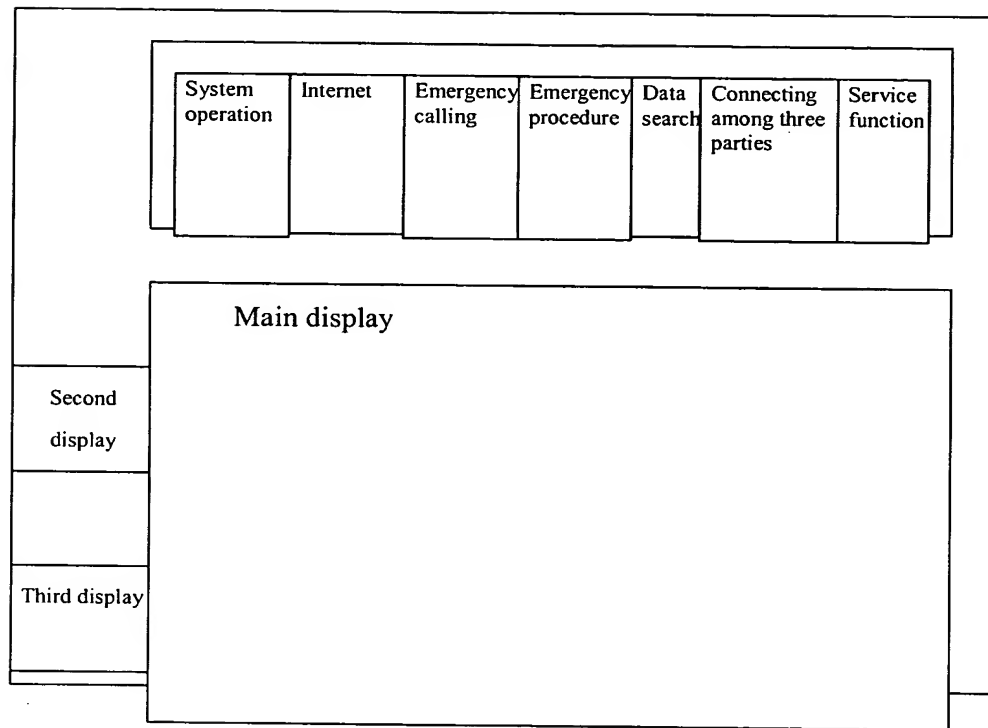 System
operation
Internet
Emergency
calling
Emergency
procedure
Data
search
Connecting
among three
parties
Service
function
Main display
Second
display
Third display